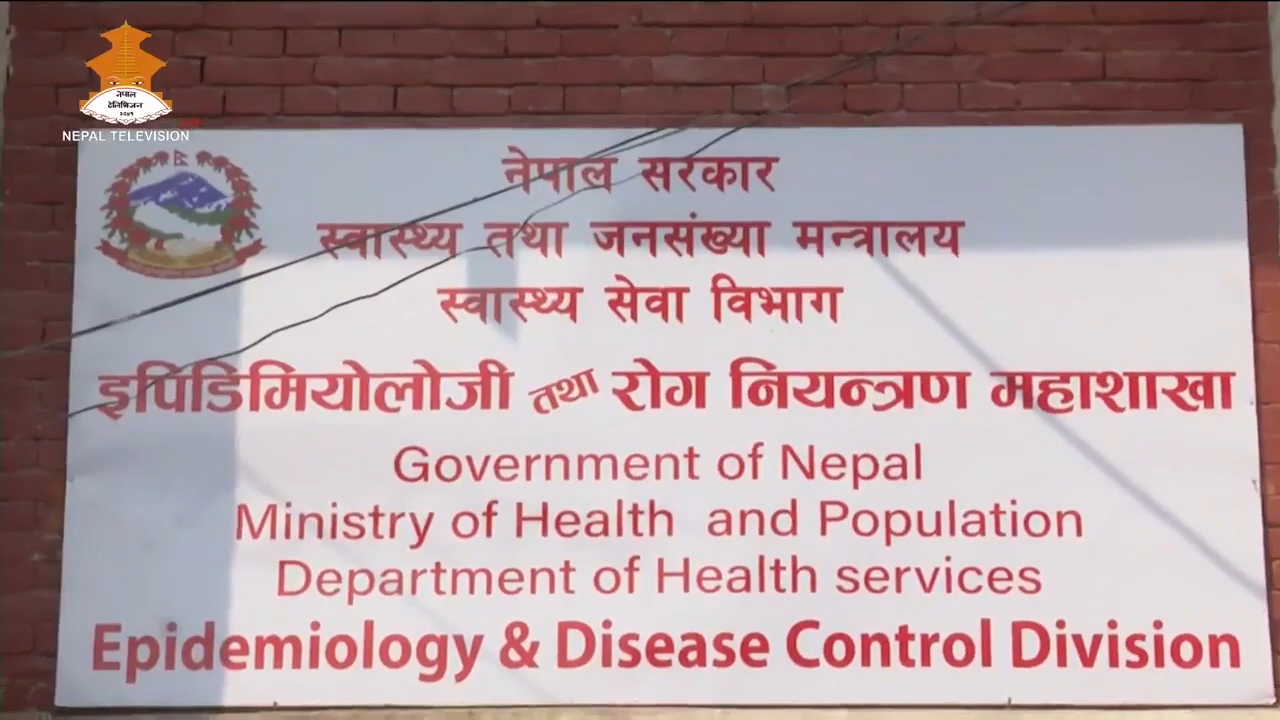 नेपाल
टेलिभिजन
२०४१
NEPAL TELEVISION
नेपाल सरकार
स्वास्थ्य तथा जनसंख्या मन्त्रालय
स्वास्थ्य सेवा विभाग
इपिडिमियोलोजी तथा रोग नियन्त्रण महाशाखा
Government of Nepal
Ministry of Health and Population
Department of Health services
Epidemiology & Disease Control Division